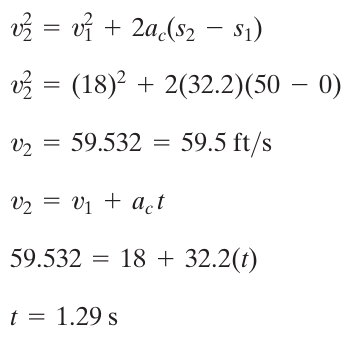 v₂² = v₁² + 2a_c(s₂ − s₁)
v₂² = (18)² + 2(32.2)(50 − 0)
v₂ = 59.532 = 59.5 ft/s
v₂ = v₁ + a_c t
59.532 = 18 + 32.2(t)
t = 1.29 s